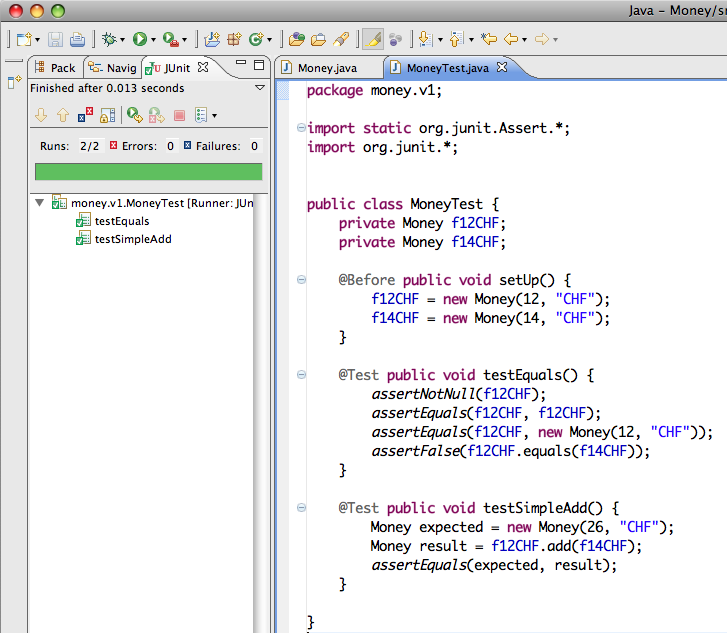 Java – Money/s
Pack
Navig
JUnit
Finished after 0.013 seconds
Runs: 2/2 Errors: 0 Failures: 0
money.v1.MoneyTest [Runner: JUn
testEquals
testSimpleAdd
Money.java
MoneyTest.java
package money.v1;
import static org.junit.Assert.*;
import org.junit.*;
public class MoneyTest {
private Money f12CHF;
private Money f14CHF;
@Before public void setUp() {
f12CHF = new Money(12, "CHF");
f14CHF = new Money(14, "CHF");
}
@Test public void testEquals() {
assertNotNull(f12CHF);
assertEquals(f12CHF, f12CHF);
assertEquals(f12CHF, new Money(12, "CHF"));
assertFalse(f12CHF.equals(f14CHF));
}
@Test public void testSimpleAdd() {
Money expected = new Money(26, "CHF");
Money result = f12CHF.add(f14CHF);
assertEquals(expected, result);
}
}